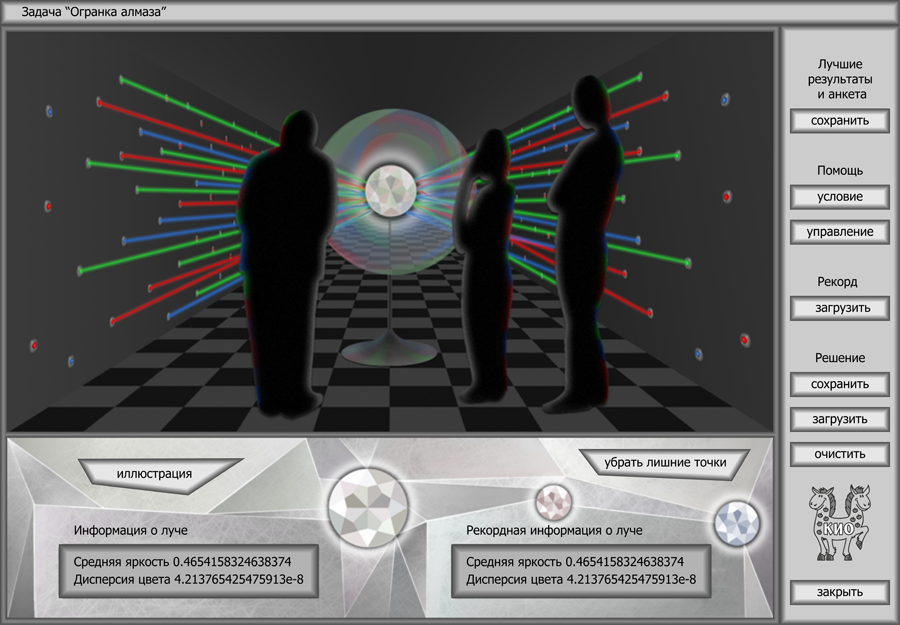 Задача “Огранка алмаза”
Лучшие
результаты
и анкета
сохранить
Помощь
условие
управление
Рекорд
загрузить
Решение
сохранить
загрузить
очистить
КИО
закрыть
иллюстрация
убрать лишние точки
Информация о луче
Средняя яркость 0.4654158324638374
Дисперсия цвета 4.213765425475913e-8
Рекордная информация о луче
Средняя яркость 0.4654158324638374
Дисперсия цвета 4.213765425475913e-8